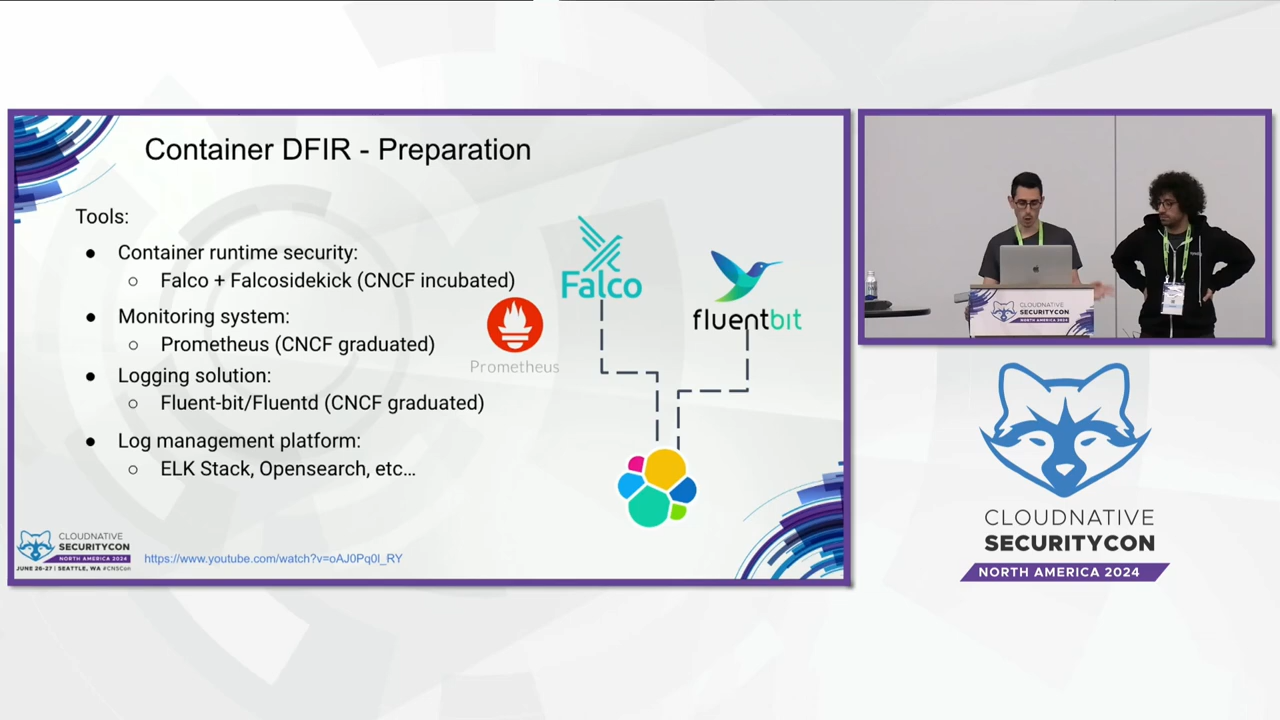 Container DFIR - Preparation
Tools:
● Container runtime security:
○ Falco + Falcosidekick (CNCF incubated)
● Monitoring system:
○ Prometheus (CNCF graduated)
● Logging solution:
○ Fluent-bit/Fluentd (CNCF graduated)
● Log management platform:
○ ELK Stack, Opensearch, etc...
Falco
fluentbit
Prometheus
CLOUDNATIVE
SECURITYCON
NORTH AMERICA 2024
JUNE 26-27 | SEATTLE, WA #CNSCon
https://www.youtube.com/watch?v=oAJ0Pq0l_RY
CLOUDNATIVE
SECURITYCON
NORTH AMERICA 2024
CLOUDNATIVE
SECURITYCON
NORTH AMERICA 2024